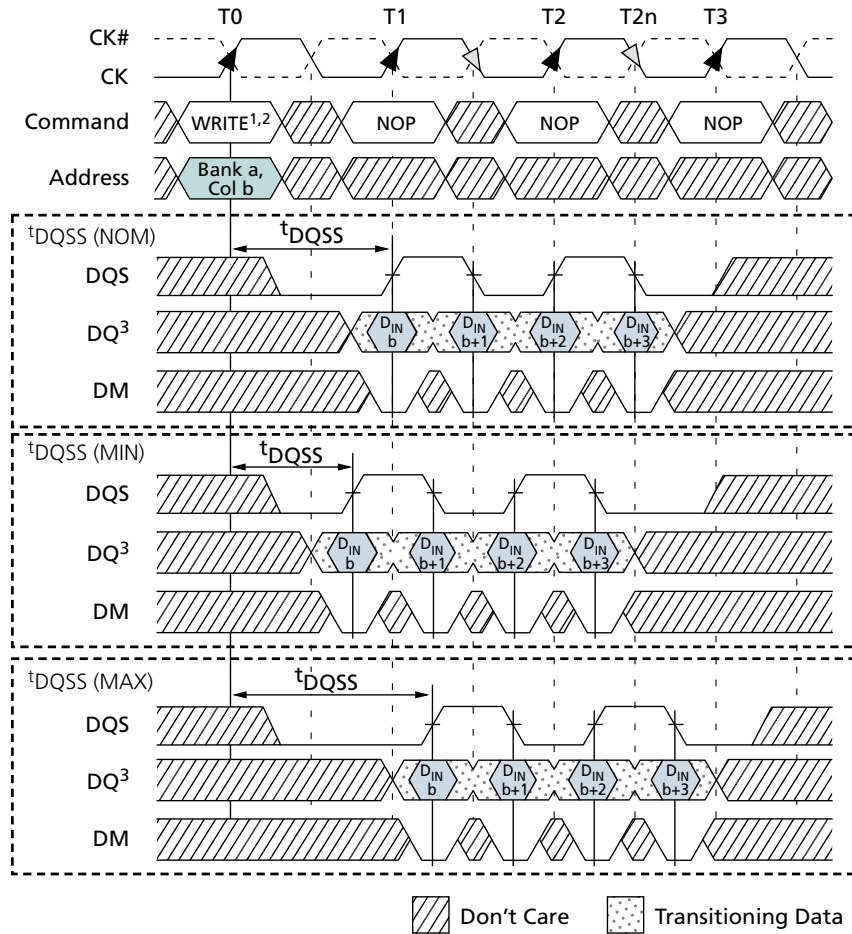 T0 T1 T2 T2n T3
CK#
CK
Command WRITE1,2 NOP NOP NOP
Address Bank a,
Col b
tDQSS (NOM) tDQSS
DQS
DQ3 DIN DIN DIN DIN
b b+1 b+2 b+3
DM
tDQSS (MIN) tDQSS
DQS
DQ3 DIN DIN DIN DIN
b b+1 b+2 b+3
DM
tDQSS (MAX) tDQSS
DQS
DQ3 DIN DIN DIN DIN
b b+1 b+2 b+3
DM
Don't Care Transitioning Data